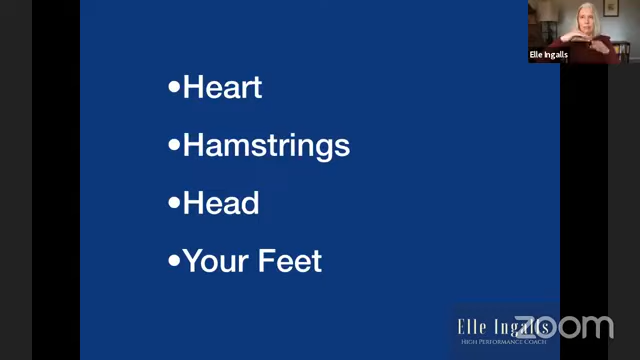 Elle Ingalls
•Heart
•Hamstrings
•Head
•Your Feet
Elle Ingalls
HIGH PERFORMANCE COACH
zoom